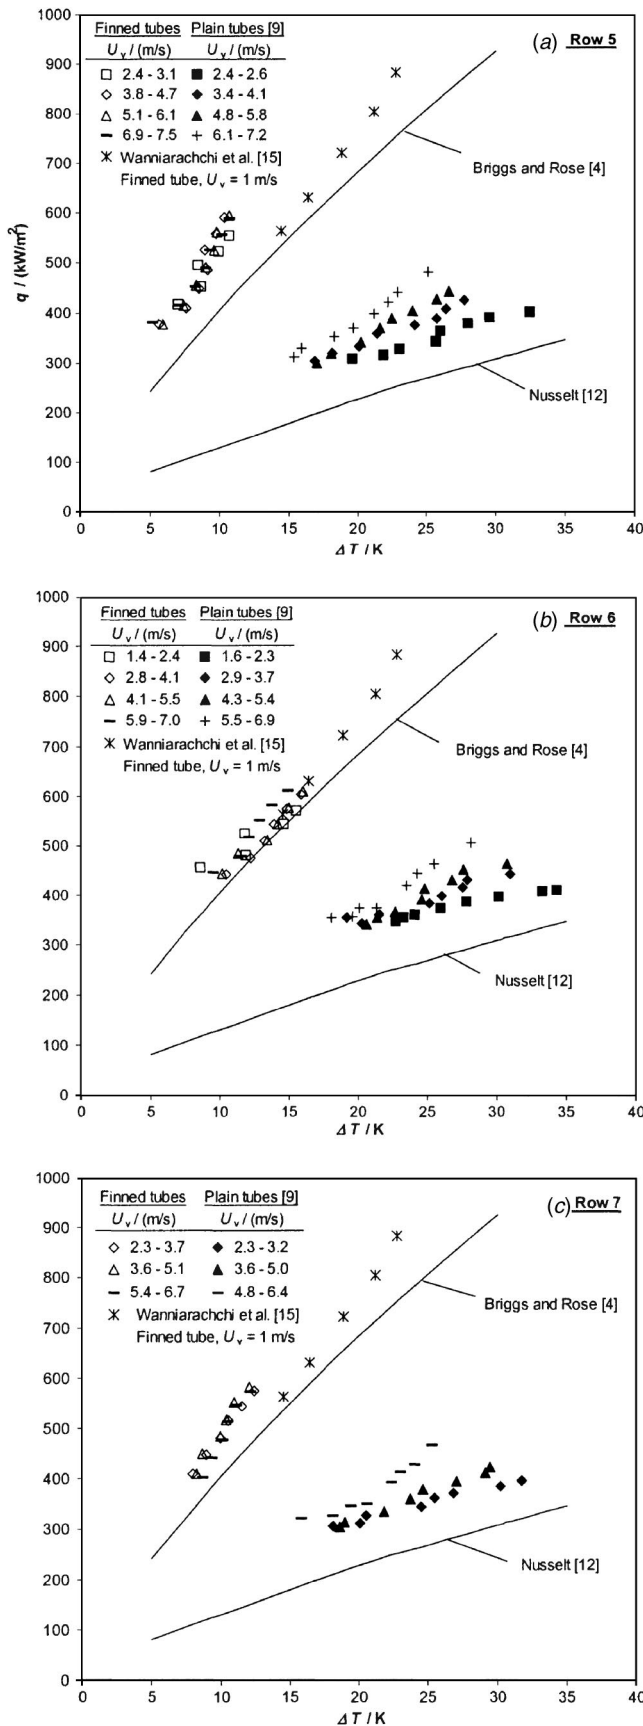 Finned tubes Plain tubes [9] (a) Row 5
Uv / (m/s) Uv / (m/s)
2.4 - 3.1 2.4 - 2.6
3.8 - 4.7 3.4 - 4.1
5.1 - 6.1 4.8 - 5.8
6.9 - 7.5 6.1 - 7.2
Wanniarachchi et al. [15]
Finned tube, Uv = 1 m/s
Briggs and Rose [4]
Nusselt [12]
q / (kW/m²)
1000
900
800
700
600
500
400
300
200
100
0
0 5 10 15 20 25 30 35 40
ΔT / K
Finned tubes Plain tubes [9] (b) Row 6
Uv / (m/s) Uv / (m/s)
1.4 - 2.4 1.6 - 2.3
2.8 - 4.1 2.9 - 3.7
4.1 - 5.5 4.3 - 5.4
5.9 - 7.0 5.5 - 6.9
Wanniarachchi et al. [15]
Finned tube, Uv = 1 m/s
Briggs and Rose [4]
Nusselt [12]
1000
900
800
700
600
500
400
300
200
100
0
0 5 10 15 20 25 30 35 40
ΔT / K
Finned tubes Plain tubes [9] (c) Row 7
Uv / (m/s) Uv / (m/s)
2.3 - 3.7 2.3 - 3.2
3.6 - 5.1 3.6 - 5.0
5.4 - 6.7 4.8 - 6.4
Wanniarachchi et al. [15]
Finned tube, Uv = 1 m/s
Briggs and Rose [4]
Nusselt [12]
1000
900
800
700
600
500
400
300
200
100
0
0 5 10 15 20 25 30 35 40
ΔT / K